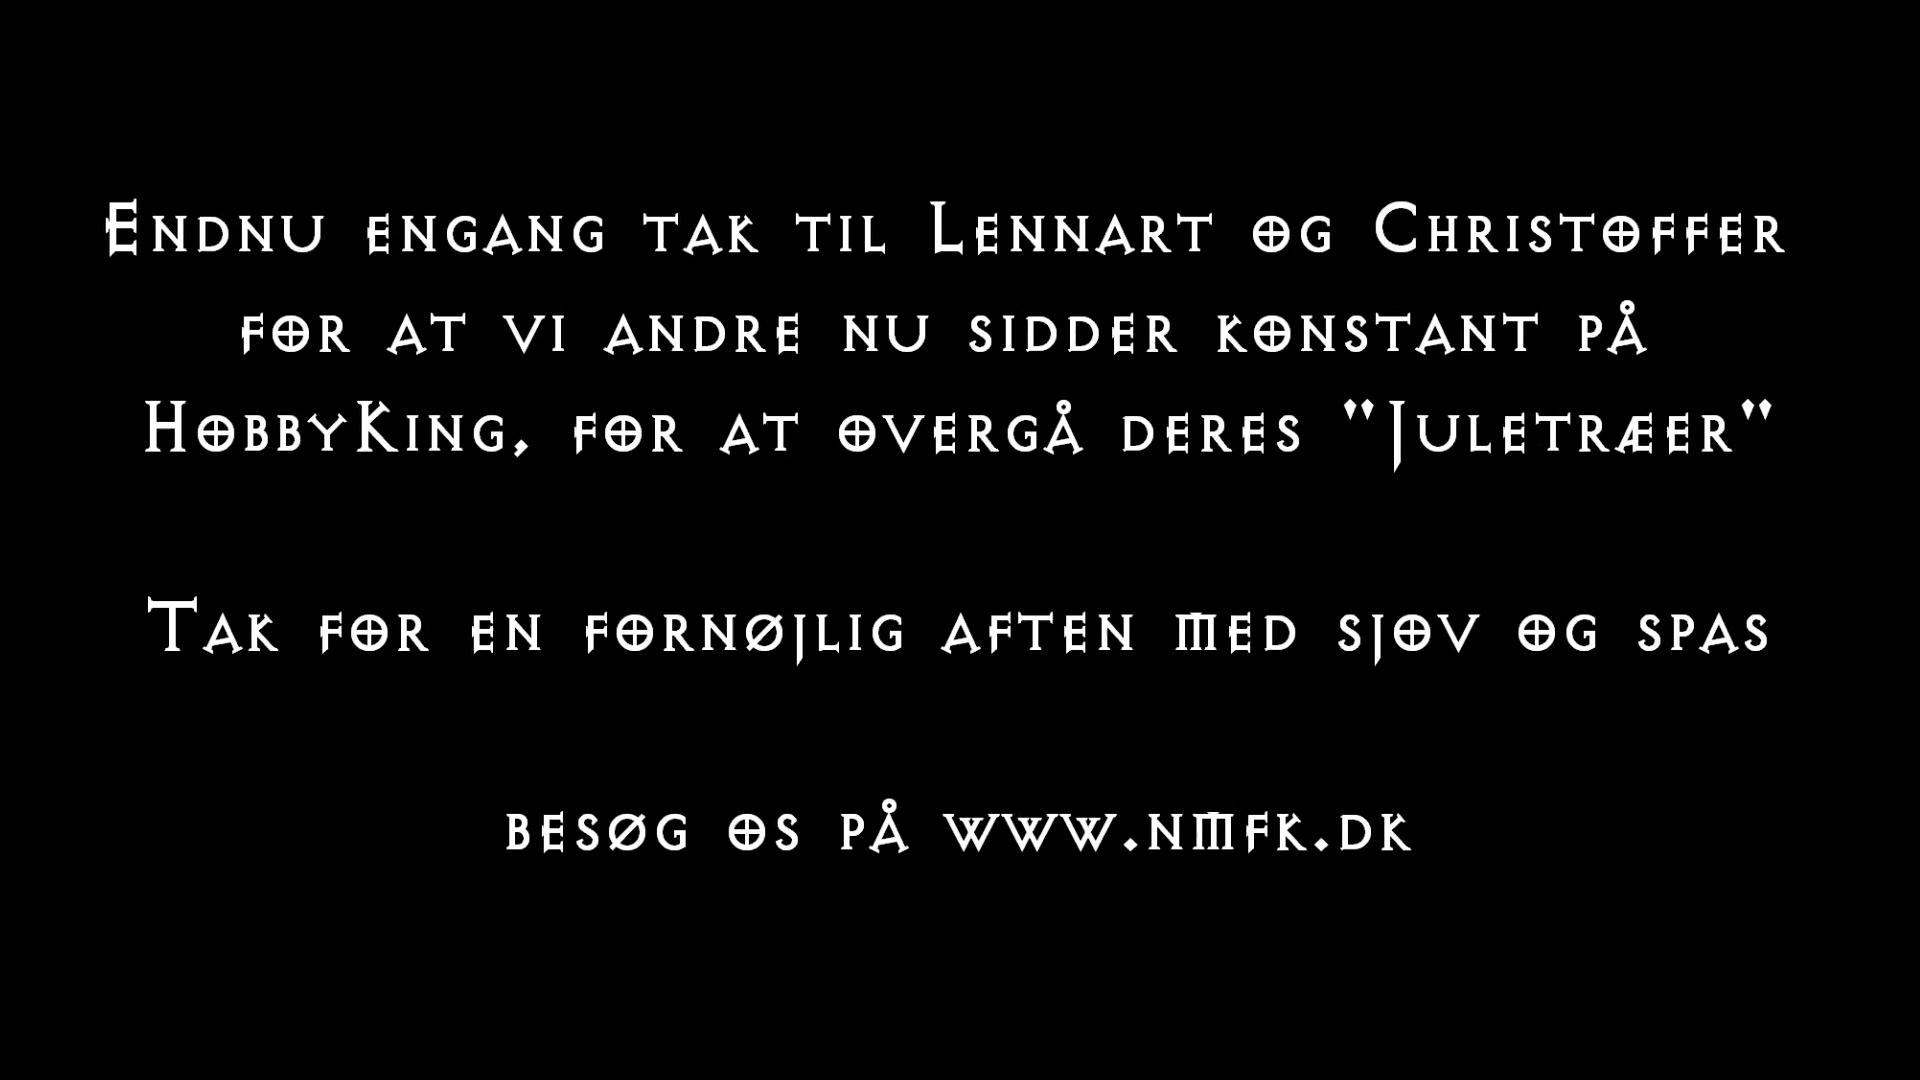 Endnu engang tak til Lennart og Christoffer
for at vi andre nu sidder konstant på
HobbyKing, for at overgå deres "Juletræer"
Tak for en fornøjlig aften med sjov og spas
besøg os på www.nmfk.dk